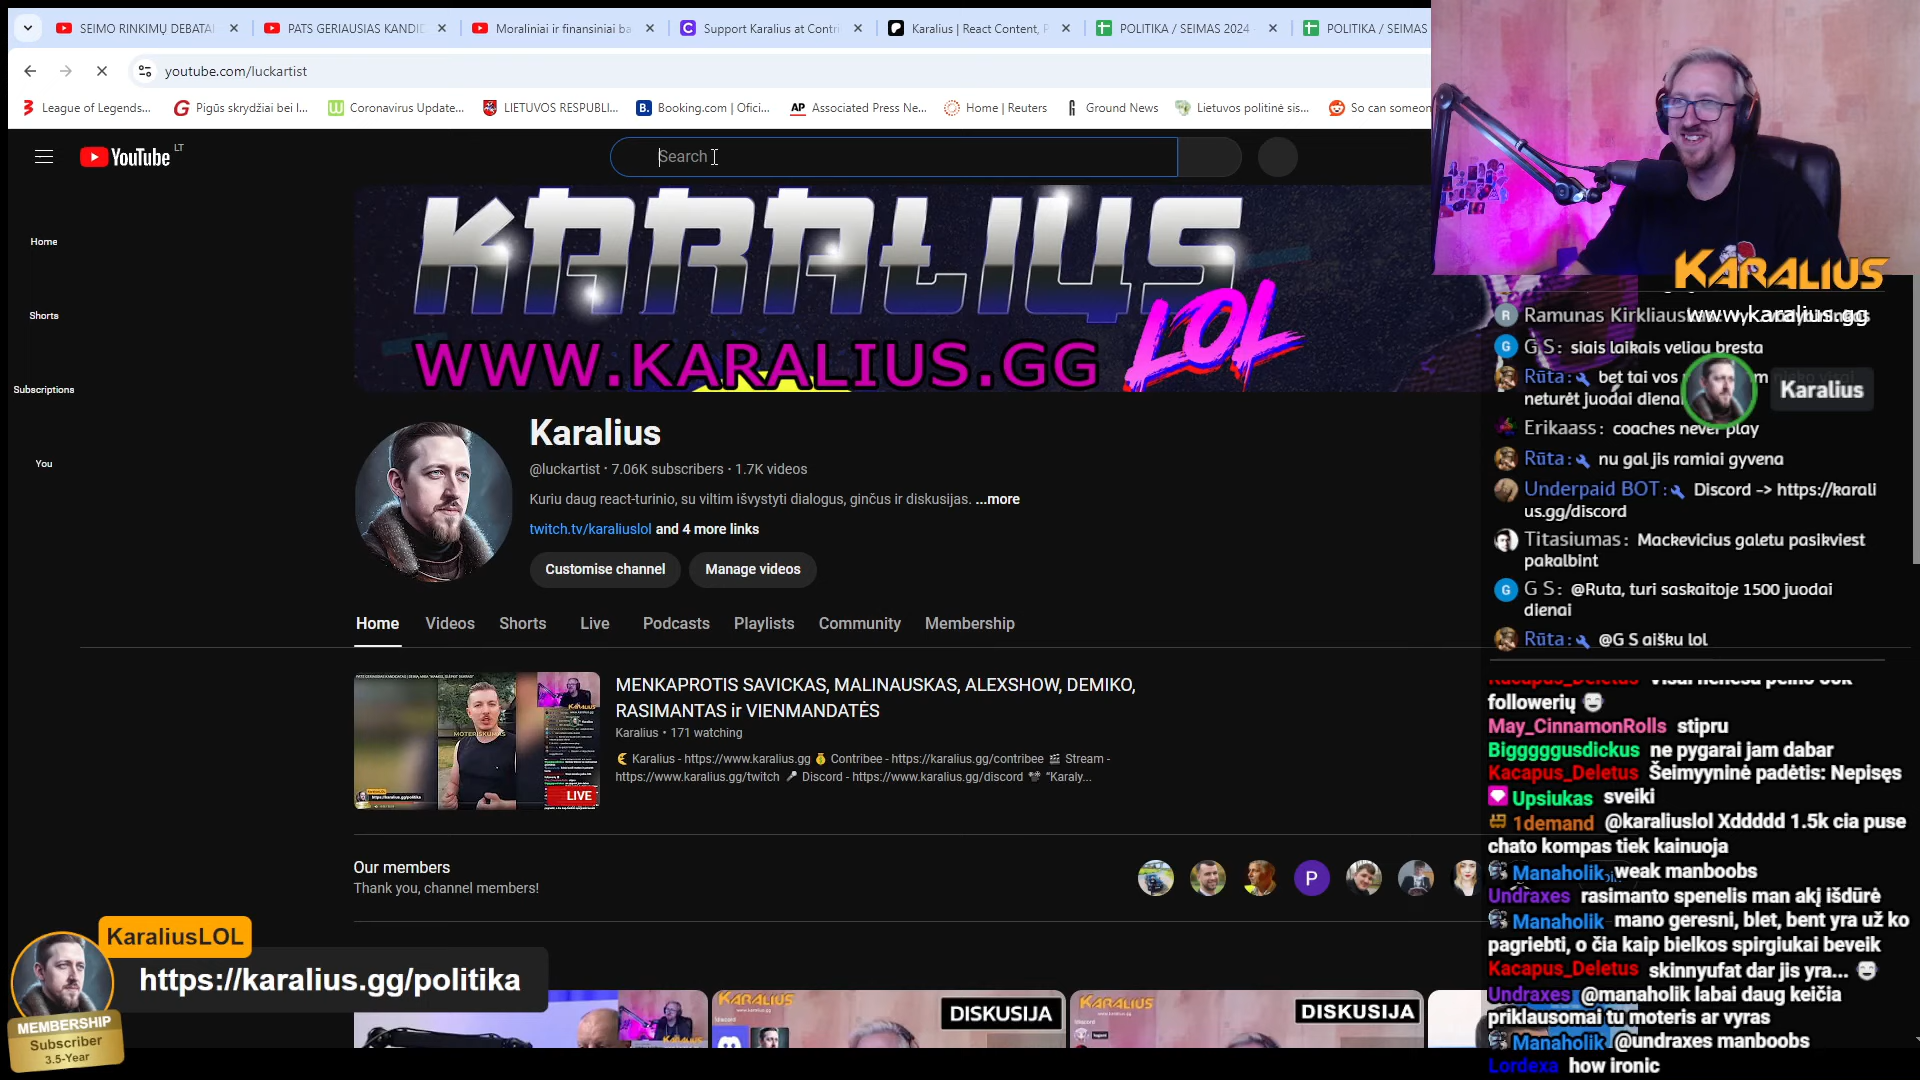 SEIMO RINKIMŲ DEBATAI
PATS GERIAUSIAS KANDID
Moraliniai ir finansiniai ba
Support Karalius at Contri
Karalius | React Content, P
POLITIKA / SEIMAS 2024 -
POLITIKA / SEIMAS
youtube.com/luckartist
League of Legends...
Pigūs skrydžiai bei l...
Coronavirus Update...
LIETUVOS RESPUBLI...
Booking.com | Ofici...
AP Associated Press Ne...
Home | Reuters
Ground News
Lietuvos politinė sis...
So can someon
YouTube LT
Search
Home
Shorts
Subscriptions
You
KARALIUS
LOL
WWW.KARALIUS.GG
Karalius
@luckartist · 7.06K subscribers · 1.7K videos
Kuriu daug react-turinio, su viltim išvystyti dialogus, ginčus ir diskusijas. ...more
twitch.tv/karaliuslol and 4 more links
Customise channel
Manage videos
Home
Videos
Shorts
Live
Podcasts
Playlists
Community
Membership
MOTERIŠKUMAS
LIVE
MENKAPROTIS SAVICKAS, MALINAUSKAS, ALEXSHOW, DEMIKO,
RASIMANTAS ir VIENMANDATĖS
Karalius • 171 watching
Karalius - https://www.karalius.gg Contribee - https://karalius.gg/contribee Stream -
https://www.karalius.gg/twitch Discord - https://www.karalius.gg/discord "Karaly...
Our members
Thank you, channel members!
P
KaraliusLOL
https://karalius.gg/politika
MEMBERSHIP
Subscriber
3.5-Year
KARALIUS
DISKUSIJA
KARALIUS
DISKUSIJA
KARALIUS
www.karalius.gg
Karalius
Ramunas Kirkliauskas:
G S: siais laikais veliau bresta
Rūta: bet tai vos
neturėt juodai dienai
Erikaass: coaches never play
Rūta: nu gal jis ramiai gyvena
Underpaid BOT: Discord -> https://karali
us.gg/discord
Titasiumas: Mackevicius galetu pasikviest
pakalbint
G S: @Ruta, turi saskaitoje 1500 juodai
dienai
Rūta: @G S aišku lol
Kacapus_Deletus
followerių
May_CinnamonRolls stipru
Bigggggusdickus ne pygarai jam dabar
Kacapus_Deletus Šeimyyninė padėtis: Nepisęs
Upsiukas sveiki
1demand @karaliuslol Xddddd 1.5k cia puse
chato kompas tiek kainuoja
Manaholik weak manboobs
Undraxes rasimanto spenelis man akį išdūrė
Manaholik mano geresni, blet, bent yra už ko
pagriebti, o čia kaip bielkos spirgiukai beveik
Kacapus_Deletus skinnyufat dar jis yra...
Undraxes @manaholik labai daug keičia
priklausomai tu moteris ar vyras
Manaholik @undraxes manboobs
Lordexa how ironic